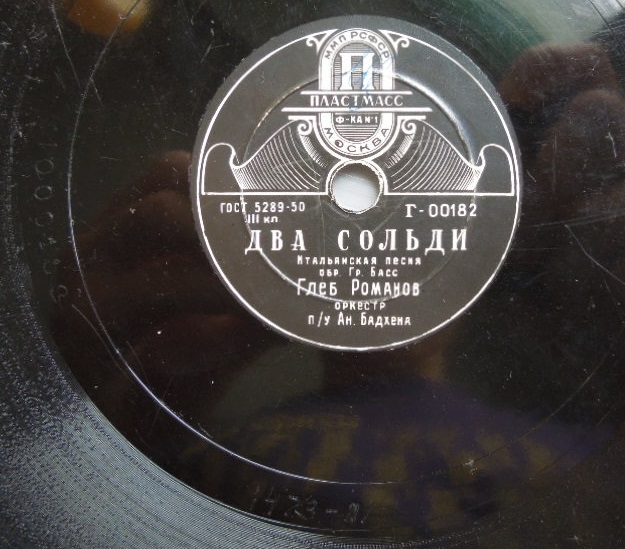 ММП РСФСР
П
ПЛАСТМАСС
Ф-КА №1
МОСКВА
ГОСТ 5289-50
III кл
Г-00182
ДВА СОЛЬДИ
Итальянская песня
обр. Гр. Басс
Глеб Романов
оркестр
п/у Ан. Бадхена